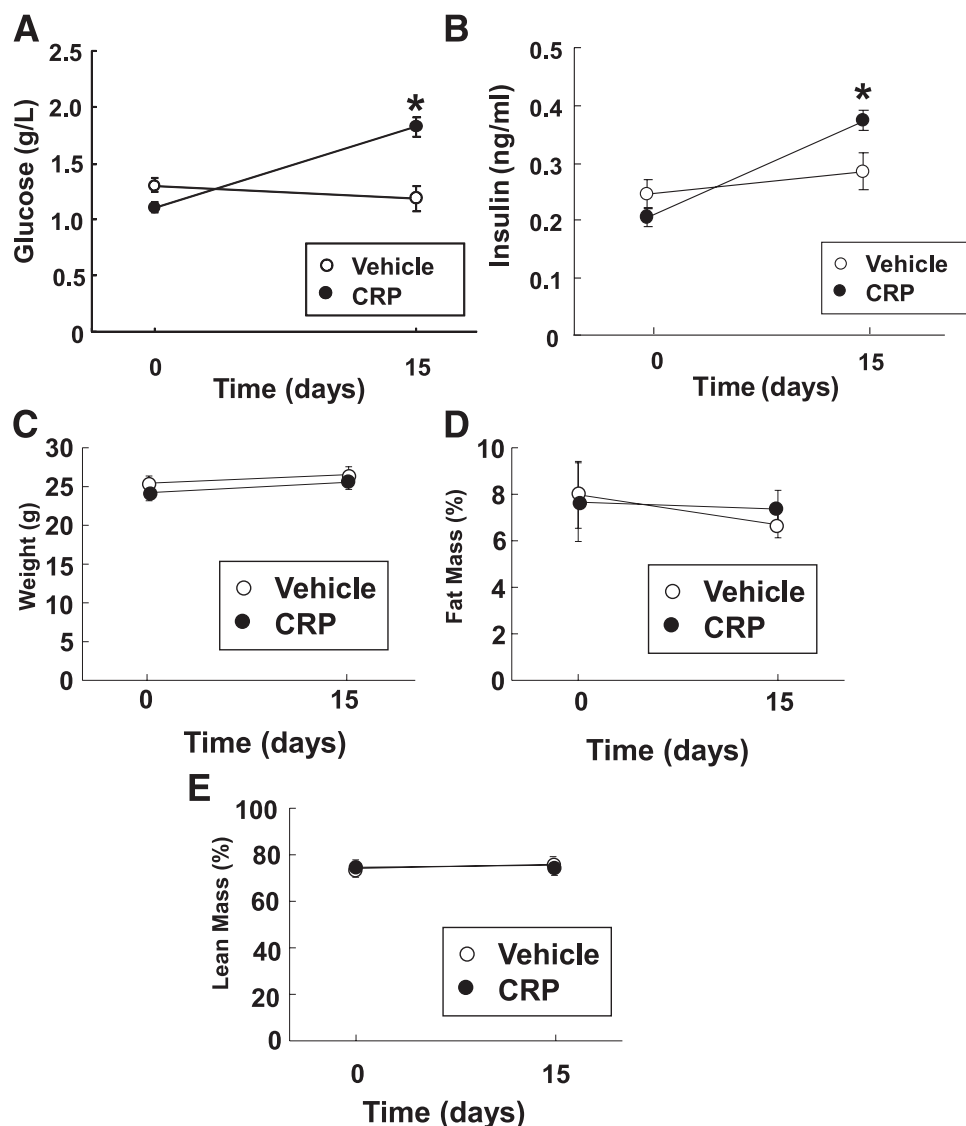 A
2.5
2.0
1.5
1.0
0.5
0
Glucose (g/L)
*
Vehicle
CRP
0 15
Time (days)
B
0.5
0.4
0.3
0.2
0.1
0
Insulin (ng/ml)
*
Vehicle
CRP
0 15
Time (days)
C
30
25
20
15
10
5
0
Weight (g)
Vehicle
CRP
0 15
Time (days)
D
10
8
6
4
2
0
Fat Mass (%)
Vehicle
CRP
0 15
Time (days)
E
100
80
60
40
20
0
Lean Mass (%)
Vehicle
CRP
0 15
Time (days)